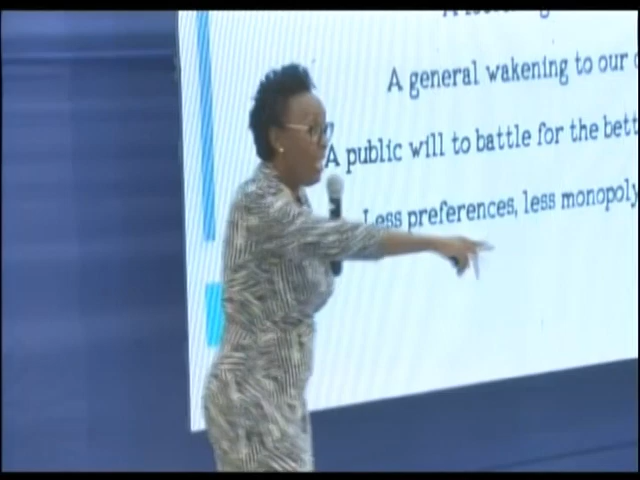 A general wakening to our
A public will to battle for the bett
Less preferences, less monopoly